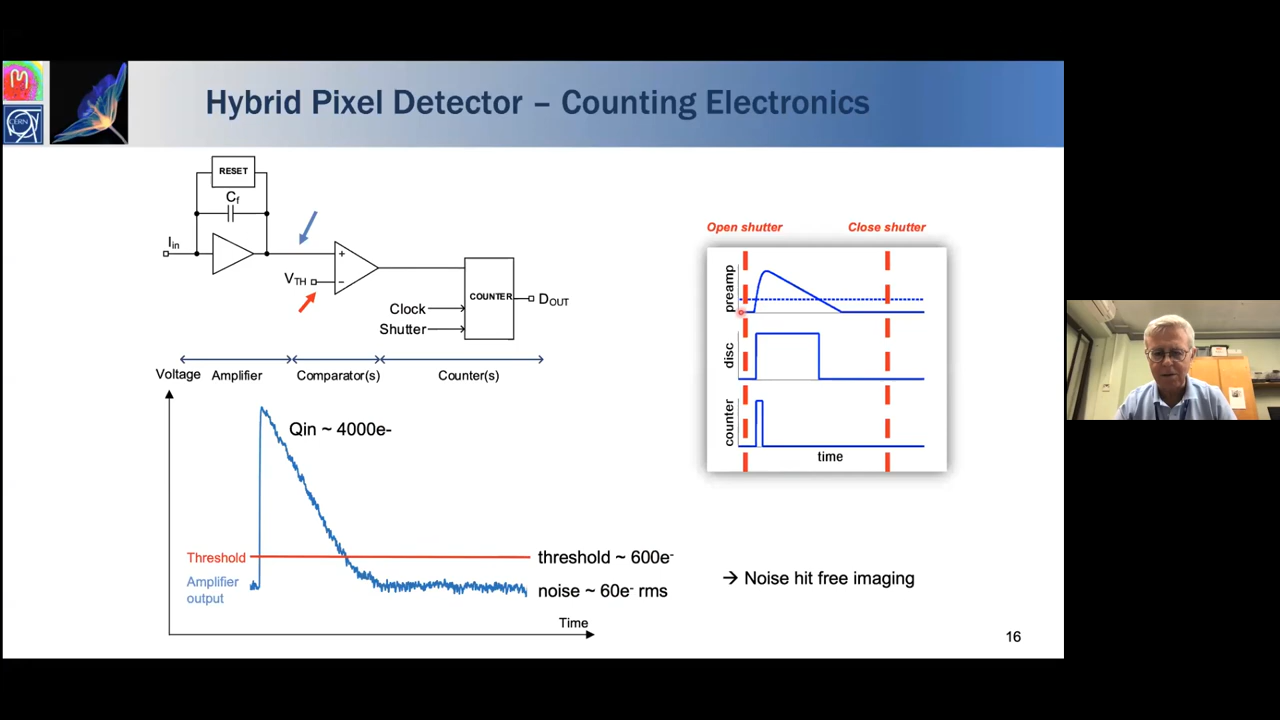 Hybrid Pixel Detector – Counting Electronics
M
CERN
RESET
Cf
Iin
VTH
+
-
COUNTER
DOUT
Clock
Shutter
Voltage
Amplifier
Comparator(s)
Counter(s)
Qin ~ 4000e-
Threshold
threshold ~ 600e-
Amplifier
output
noise ~ 60e- rms
Time
Open shutter
Close shutter
preamp
disc
counter
time
→ Noise hit free imaging
16